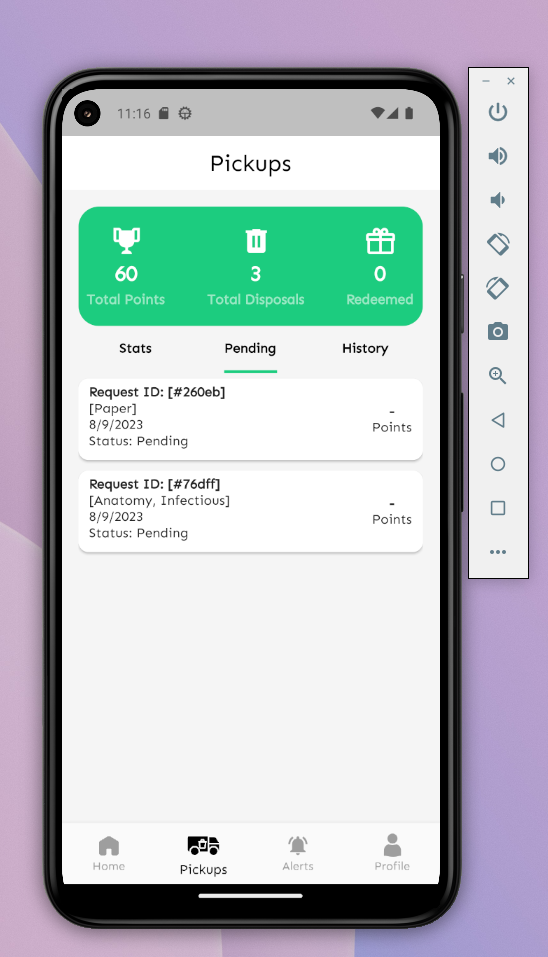 11:16
Pickups
60
3
0
Total Points
Total Disposals
Redeemed
Stats
Pending
History
Request ID: [#260eb]
[Paper]
8/9/2023
Status: Pending
-
Points
Request ID: [#76dff]
[Anatomy, Infectious]
8/9/2023
Status: Pending
-
Points
Home
Pickups
Alerts
Profile